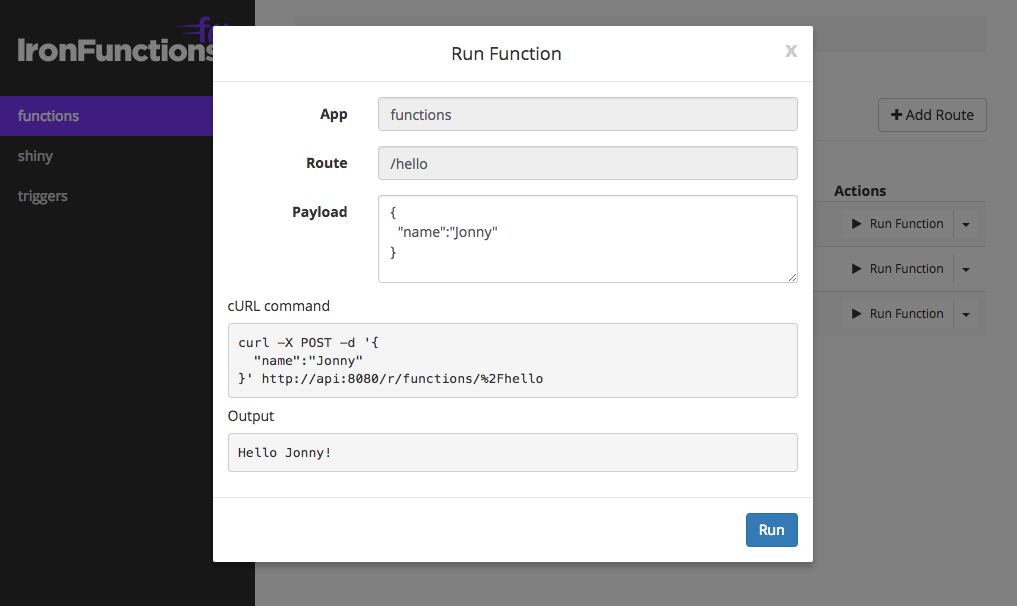 IronFunctions
functions
shiny
triggers
Add Route
Actions
Run Function
Run Function
Run Function
Run Function
x
App
functions
Route
/hello
Payload
{
"name":"Jonny"
}
cURL command
curl –X POST –d '{
"name":"Jonny"
}' http://api:8080/r/functions/%2Fhello
Output
Hello Jonny!
Run